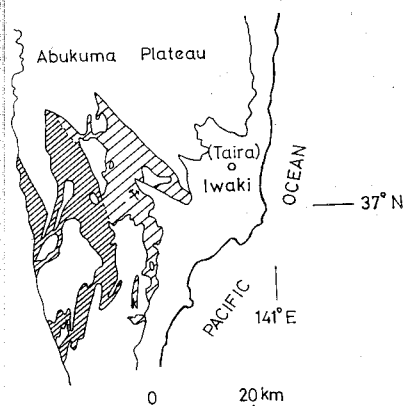 Abukuma Plateau
(Taira)
Iwaki
PACIFIC
OCEAN
37° N
141° E
0 20 km